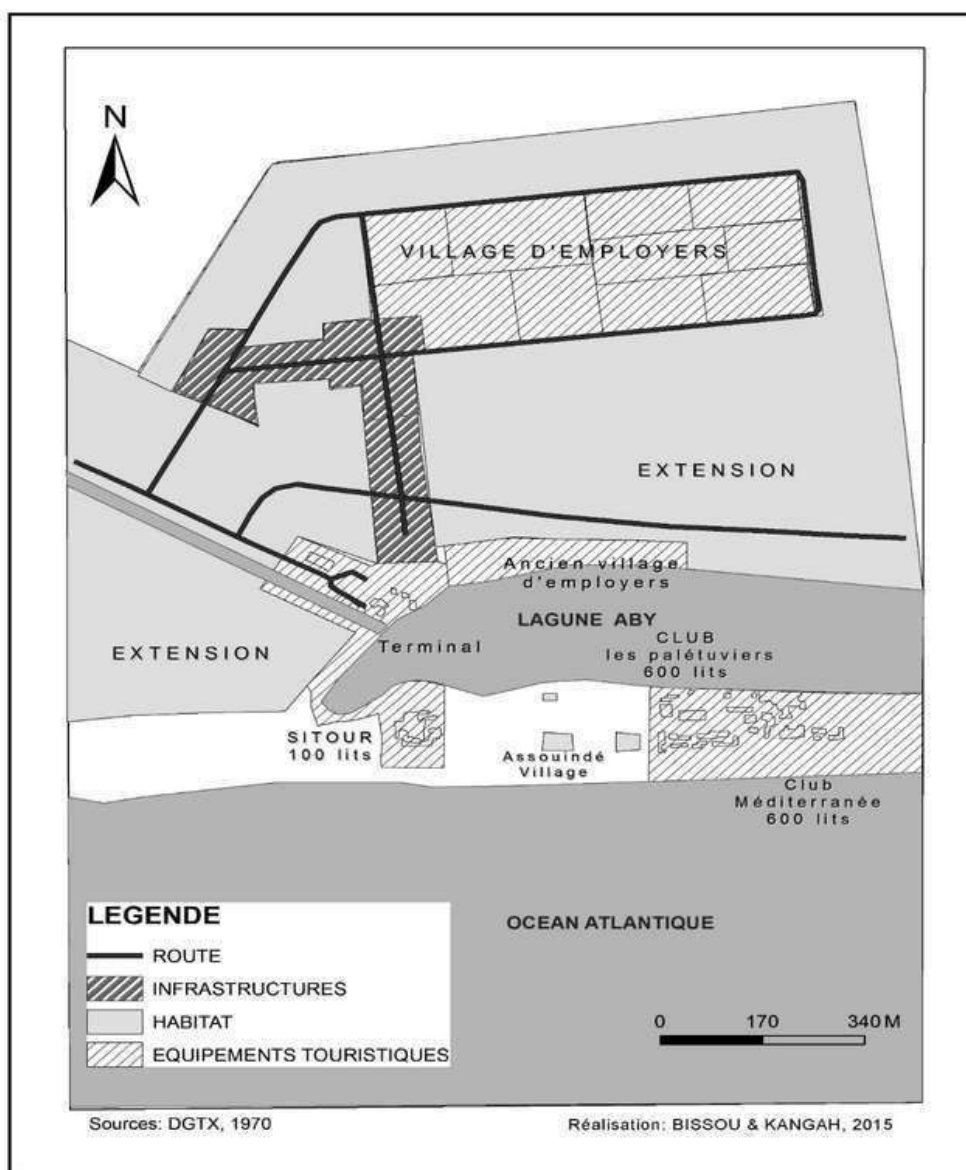 N
VILLAGE D'EMPLOYERS
EXTENSION
Ancien village
d'employers
LAGUNE ABY
EXTENSION
Terminal
CLUB
les palétuviers
600 lits
SITOUR
100 lits
Assouindé
Village
Club
Méditerranée
600 lits
OCEAN ATLANTIQUE
LEGENDE
ROUTE
INFRASTRUCTURES
HABITAT
EQUIPEMENTS TOURISTIQUES
0 170 340 M
Sources: DGTX, 1970
Réalisation: BISSOU & KANGAH, 2015